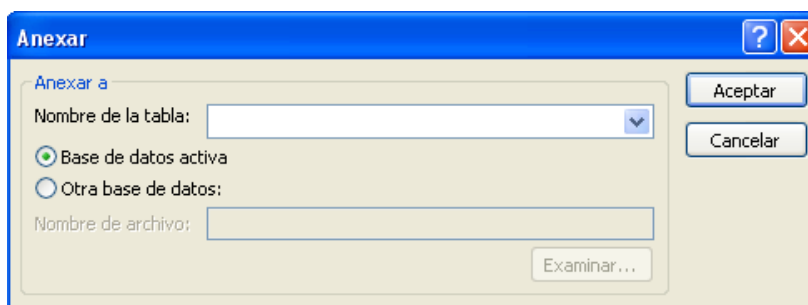 Anexar
Anexar a
Nombre de la tabla:
Base de datos activa
Otra base de datos:
Nombre de archivo:
Examinar...
Aceptar
Cancelar